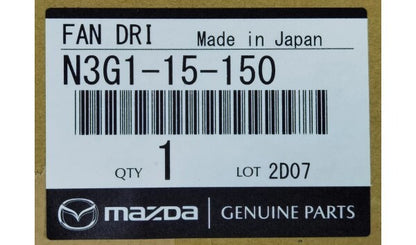 FAN DRI Made in Japan
N3G1-15-150
QTY 1 LOT 2D07
mazda GENUINE PARTS